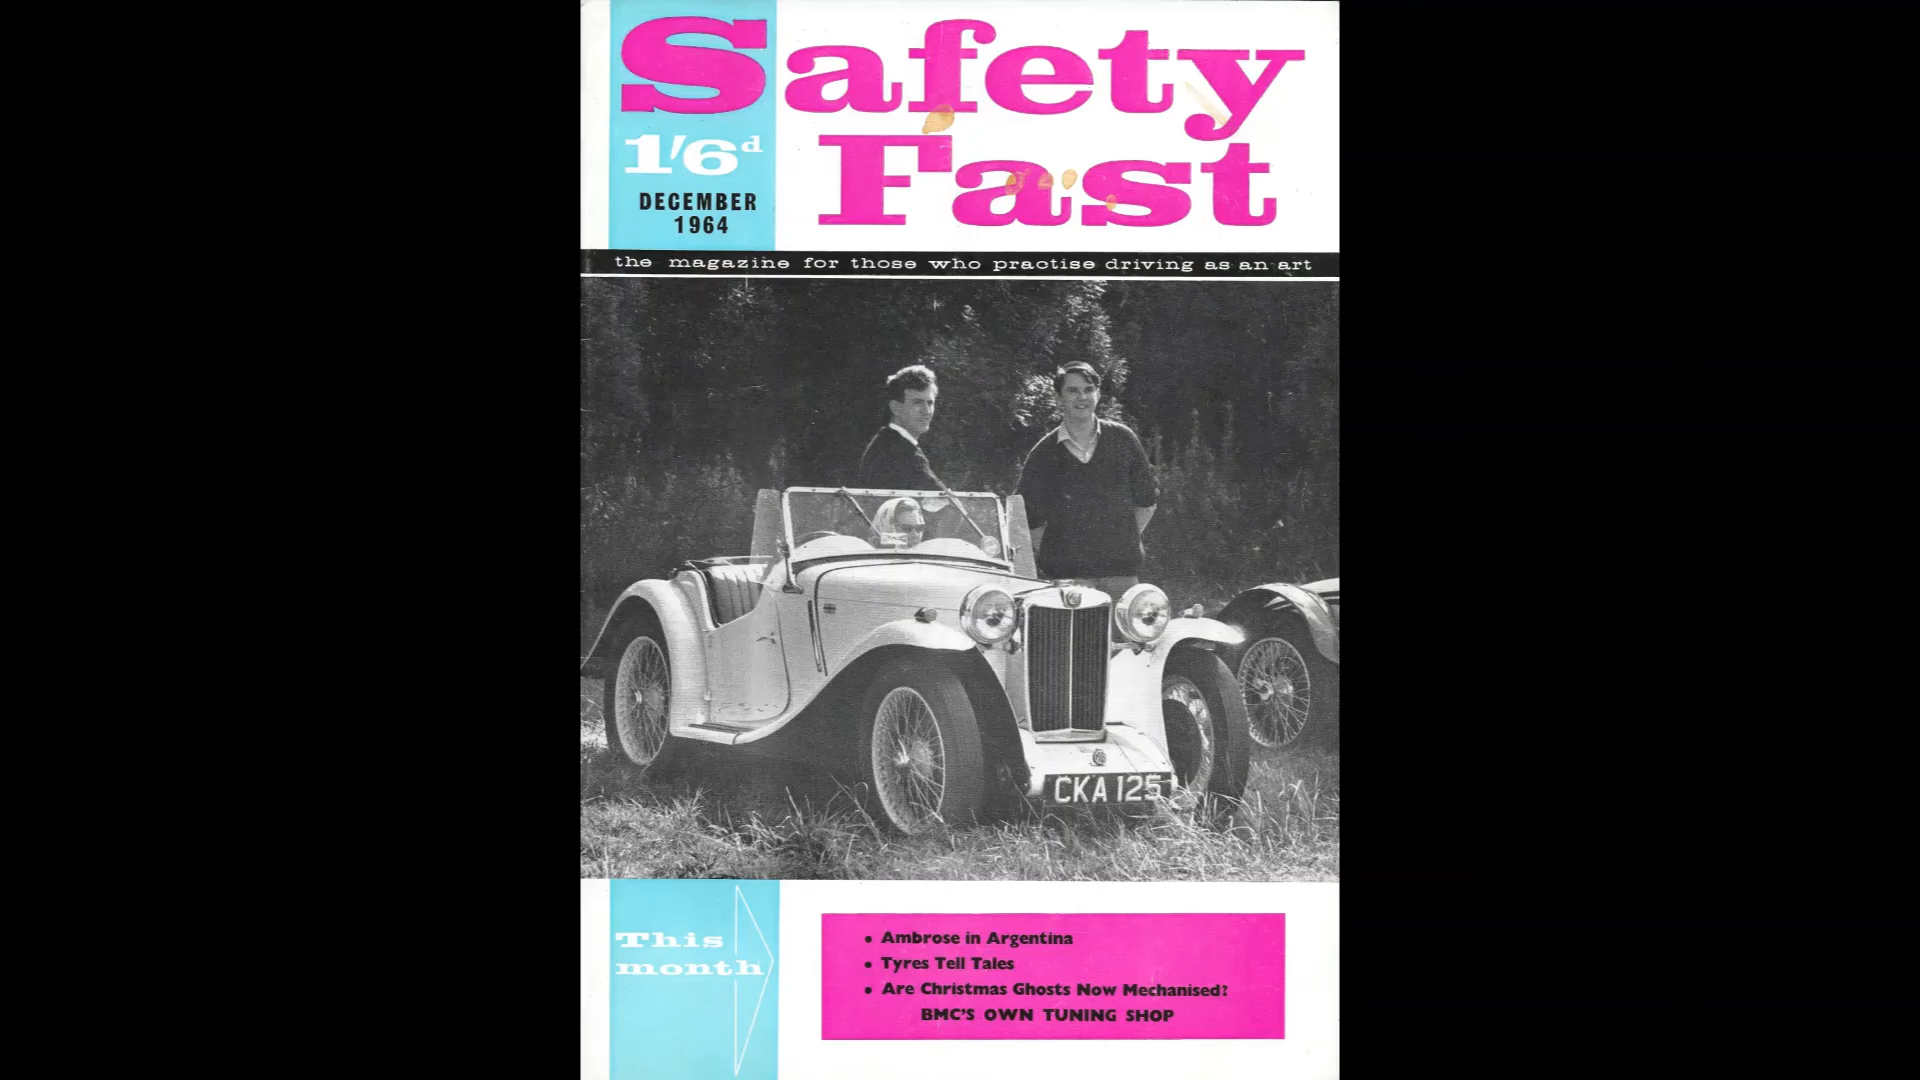 Safety
Fast
1'6d
DECEMBER
1964
the magazine for those who practise driving as an art
CKA 125
This
month
• Ambrose in Argentina
• Tyres Tell Tales
• Are Christmas Ghosts Now Mechanised?
BMC'S OWN TUNING SHOP